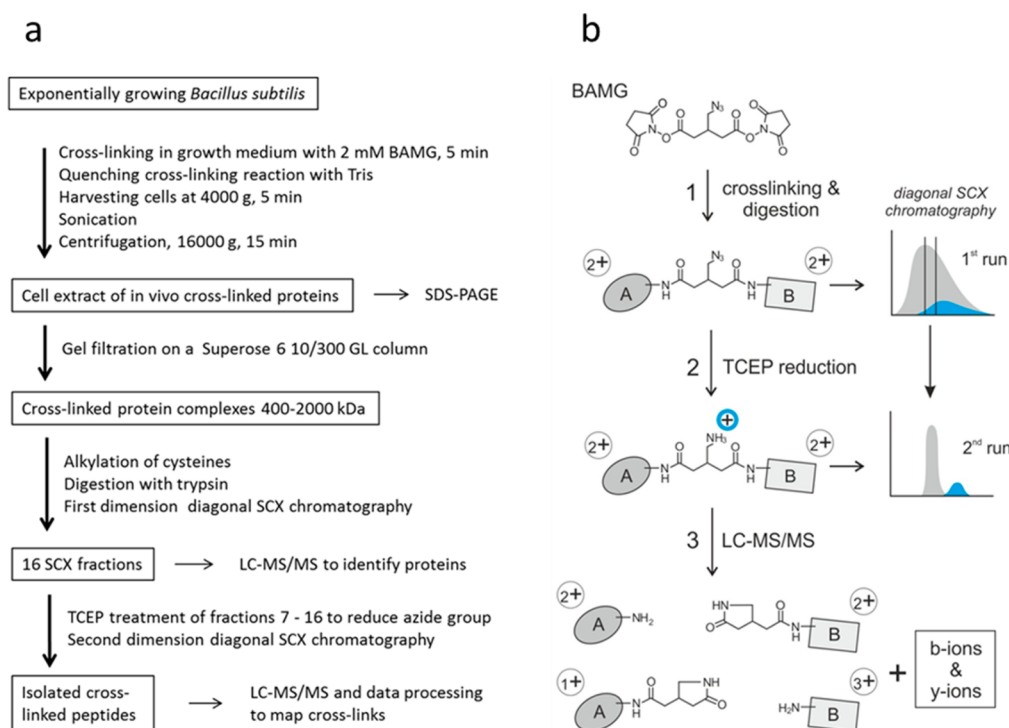 a
Exponentially growing Bacillus subtilis
Cross-linking in growth medium with 2 mM BAMG, 5 min
Quenching cross-linking reaction with Tris
Harvesting cells at 4000 g, 5 min
Sonication
Centrifugation, 16000 g, 15 min
Cell extract of in vivo cross-linked proteins
SDS-PAGE
Gel filtration on a Superose 6 10/300 GL column
Cross-linked protein complexes 400-2000 kDa
Alkylation of cysteines
Digestion with trypsin
First dimension diagonal SCX chromatography
16 SCX fractions
LC-MS/MS to identify proteins
TCEP treatment of fractions 7 - 16 to reduce azide group
Second dimension diagonal SCX chromatography
Isolated cross-
linked peptides
LC-MS/MS and data processing
to map cross-links
b
BAMG
O
O
N
O
O
N3
O
O
N
O
O
1
crosslinking &
digestion
diagonal SCX
chromatography
2+
A
N
H
O
N3
O
N
H
B
2+
1st run
2
TCEP reduction
2+
A
N
H
O
+
NH3
O
N
H
B
2+
2nd run
3
LC-MS/MS
2+
A
NH2
HN
O
O
N
H
B
2+
1+
A
N
H
O
NH
O
H2N
B
3+
+
b-ions
&
y-ions